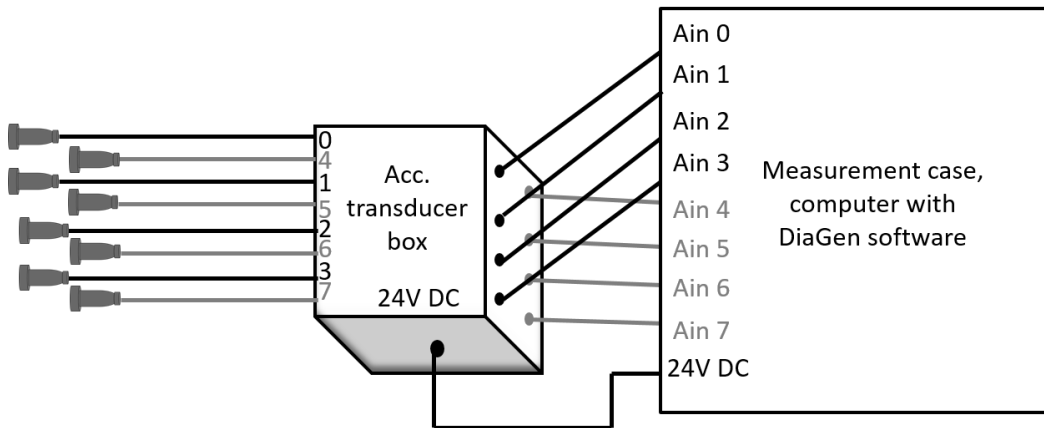 0
4
1
5
2
6
3
7
Acc.
transducer
box
24V DC
Ain 0
Ain 1
Ain 2
Ain 3
Ain 4
Ain 5
Ain 6
Ain 7
24V DC
Measurement case,
computer with
DiaGen software